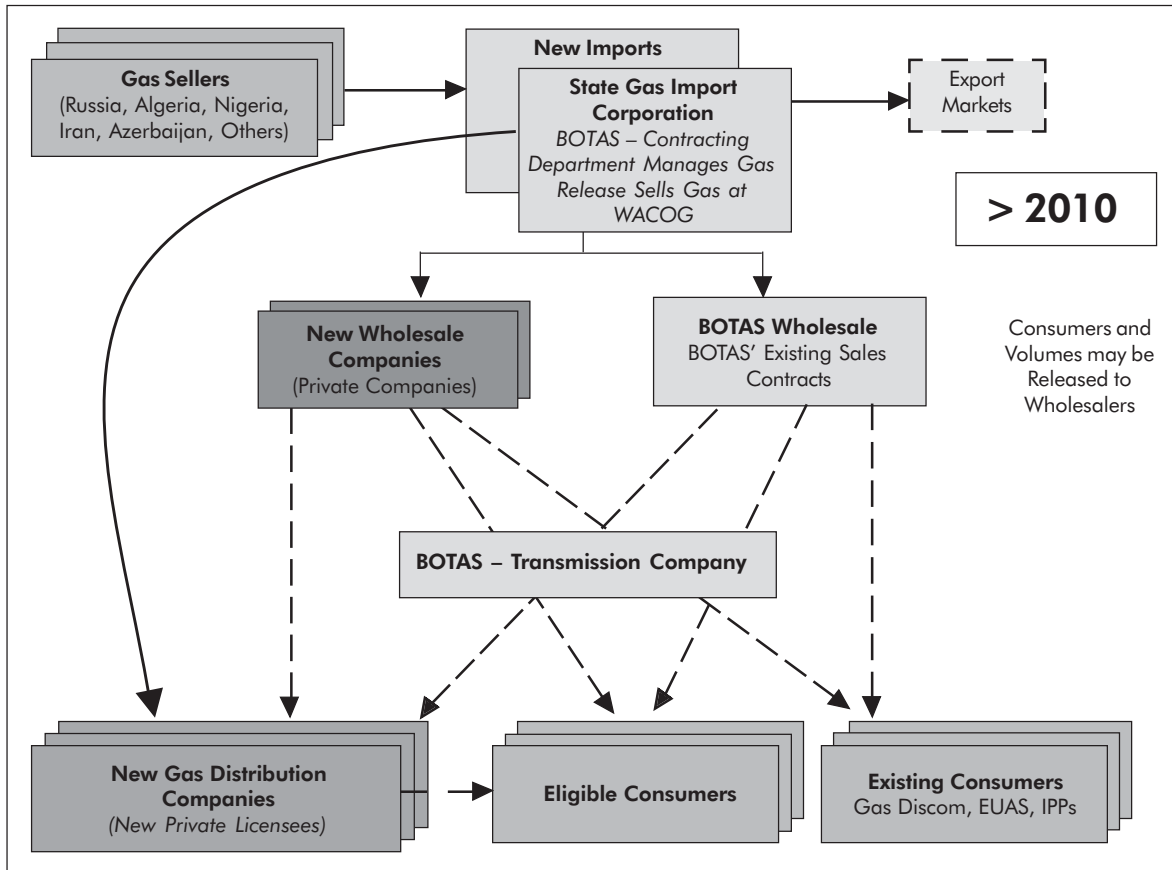 Gas Sellers
(Russia, Algeria, Nigeria,
Iran, Azerbaijan, Others)
New Imports
State Gas Import
Corporation
BOTAS – Contracting
Department Manages Gas
Release Sells Gas at
WACOG
Export
Markets
> 2010
New Wholesale
Companies
(Private Companies)
BOTAS Wholesale
BOTAS’ Existing Sales
Contracts
Consumers and
Volumes may be
Released to
Wholesalers
BOTAS – Transmission Company
New Gas Distribution
Companies
(New Private Licensees)
Eligible Consumers
Existing Consumers
Gas Discom, EUAS, IPPs